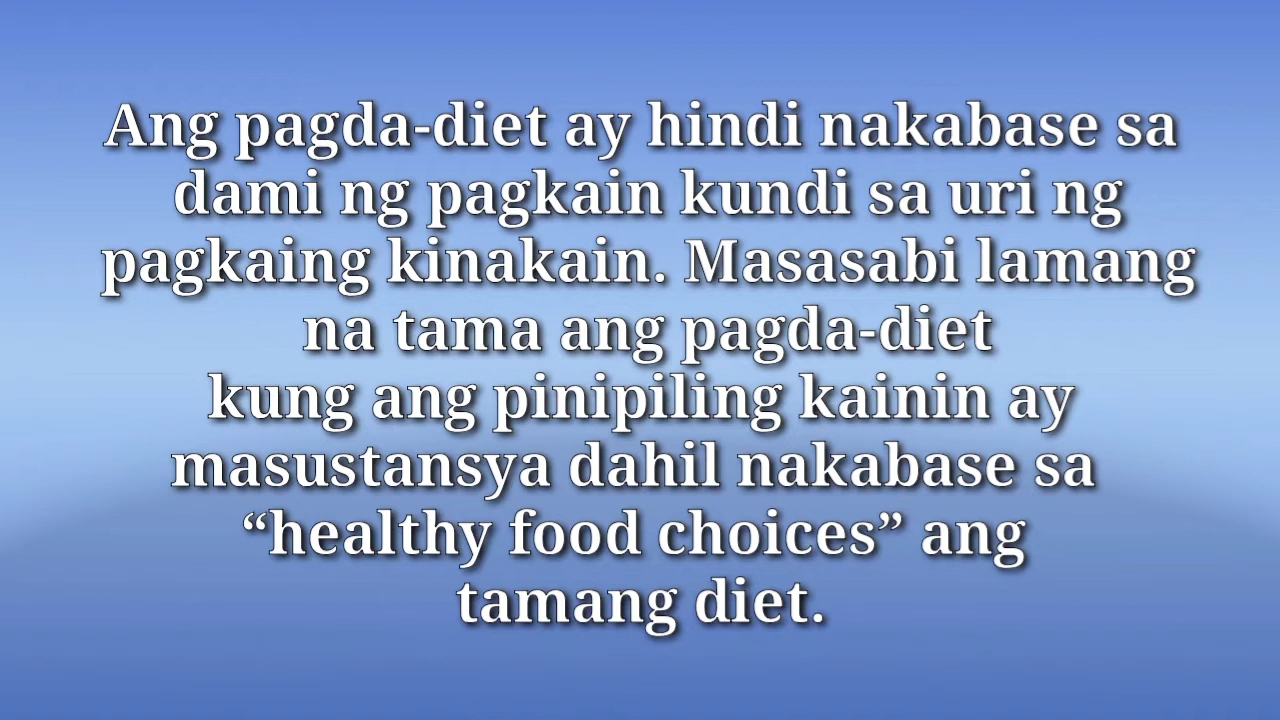 Ang pagda-diet ay hindi nakabase sa
dami ng pagkain kundi sa uri ng
pagkaing kinakain. Masasabi lamang
na tama ang pagda-diet
kung ang pinipiling kainin ay
masustansya dahil nakabase sa
“healthy food choices” ang
tamang diet.